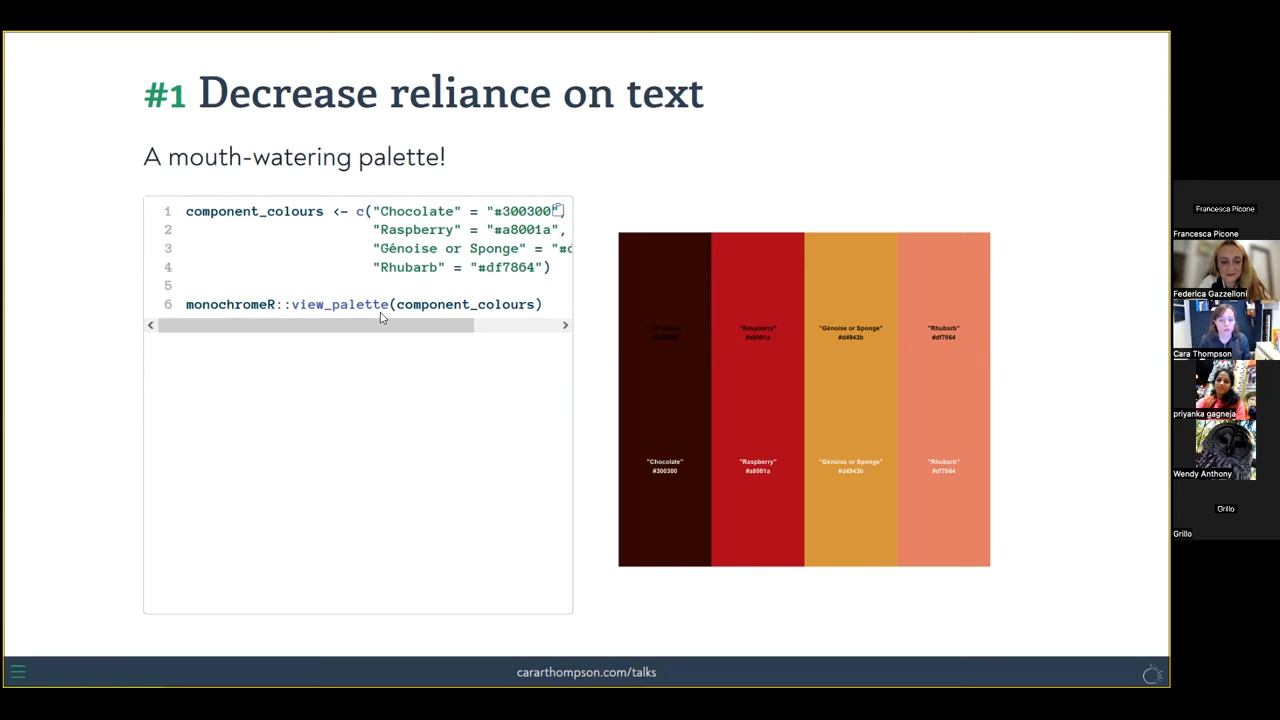 #1 Decrease reliance on text
A mouth-watering palette!
1 component_colours <- c("Chocolate" = "#300300",
2 "Raspberry" = "#a8001a",
3 "Génoise or Sponge" = "#d
4 "Rhubarb" = "#df7864")
5
6 monochromeR::view_palette(component_colours)
"Chocolate" "Raspberry" "Génoise or Sponge" "Rhubarb"
#300300 #a8001a #d4943b #df7864
"Chocolate" "Raspberry" "Génoise or Sponge" "Rhubarb"
#300300 #a8001a #d4943b #df7864
cararthompson.com/talks
Francesca Picone
Francesca Picone
Federica Gazzelloni
Cara Thompson
priyanka gagneja
Wendy Anthony
Grillo
Grillo